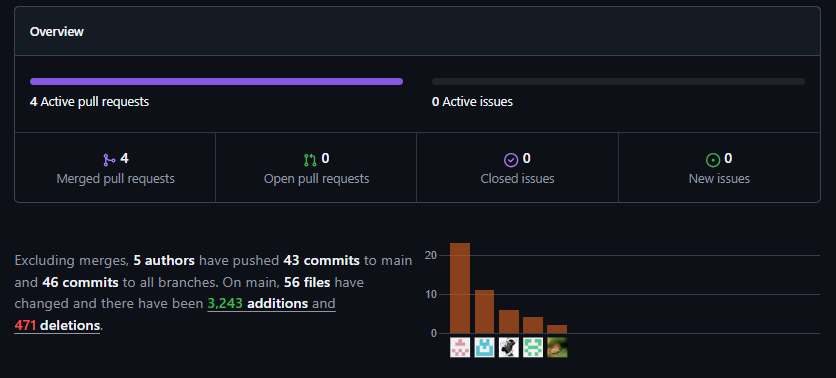 Overview
4 Active pull requests
0 Active issues
4
Merged pull requests
0
Open pull requests
0
Closed issues
0
New issues
Excluding merges, 5 authors have pushed 43 commits to main
and 46 commits to all branches. On main, 56 files have
changed and there have been 3,243 additions and
471 deletions.
20
10
0